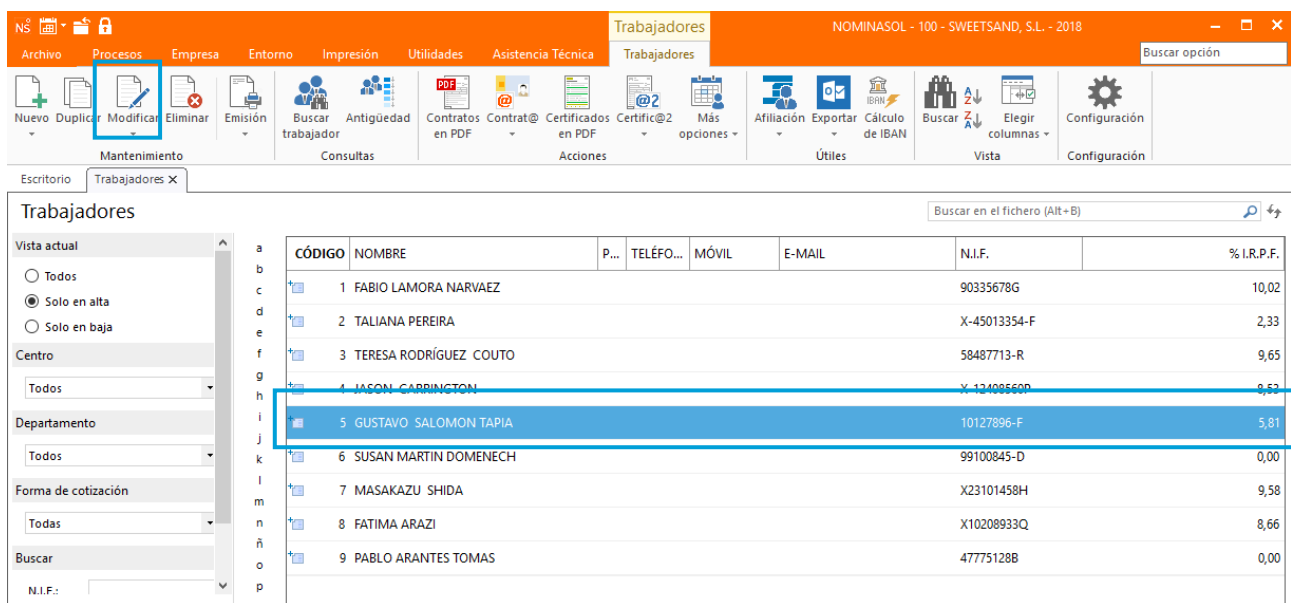 NS
Trabajadores
NOMINASOL - 100 - SWEETSAND, S.L. - 2018
Archivo Procesos Empresa Entorno Impresión Utilidades Asistencia Técnica Trabajadores
Buscar opción
Nuevo Duplicar Modificar Eliminar Emisión Buscar trabajador Antigüedad Contratos en PDF Contrat@ Certificados en PDF Certific@2 Más opciones Afiliación Exportar Cálculo de IBAN Buscar Elegir columnas Configuración
Mantenimiento Consultas Acciones Útiles Vista Configuración
Escritorio Trabajadores X
Trabajadores
Buscar en el fichero (Alt+B)
Vista actual
Todos
Solo en alta
Solo en baja
Centro
Todos
Departamento
Todos
Forma de cotización
Todas
Buscar
N.I.F.:
a
b
c
d
e
f
g
h
i
j
k
l
m
n
ñ
o
p
CÓDIGO NOMBRE P... TELÉFO... MÓVIL E-MAIL N.I.F. % I.R.P.F.
1 FABIO LAMORA NARVAEZ 90335678G 10,02
2 TALIANA PEREIRA X-45013354-F 2,33
3 TERESA RODRÍGUEZ COUTO 58487713-R 9,65
4 JASON CARRINGTON 8,53
5 GUSTAVO SALOMON TAPIA 10127896-F 5,81
6 SUSAN MARTIN DOMENECH 99100845-D 0,00
7 MASAKAZU SHIDA X23101458H 9,58
8 FATIMA ARAZI X10208933Q 8,66
9 PABLO ARANTES TOMAS 47775128B 0,00